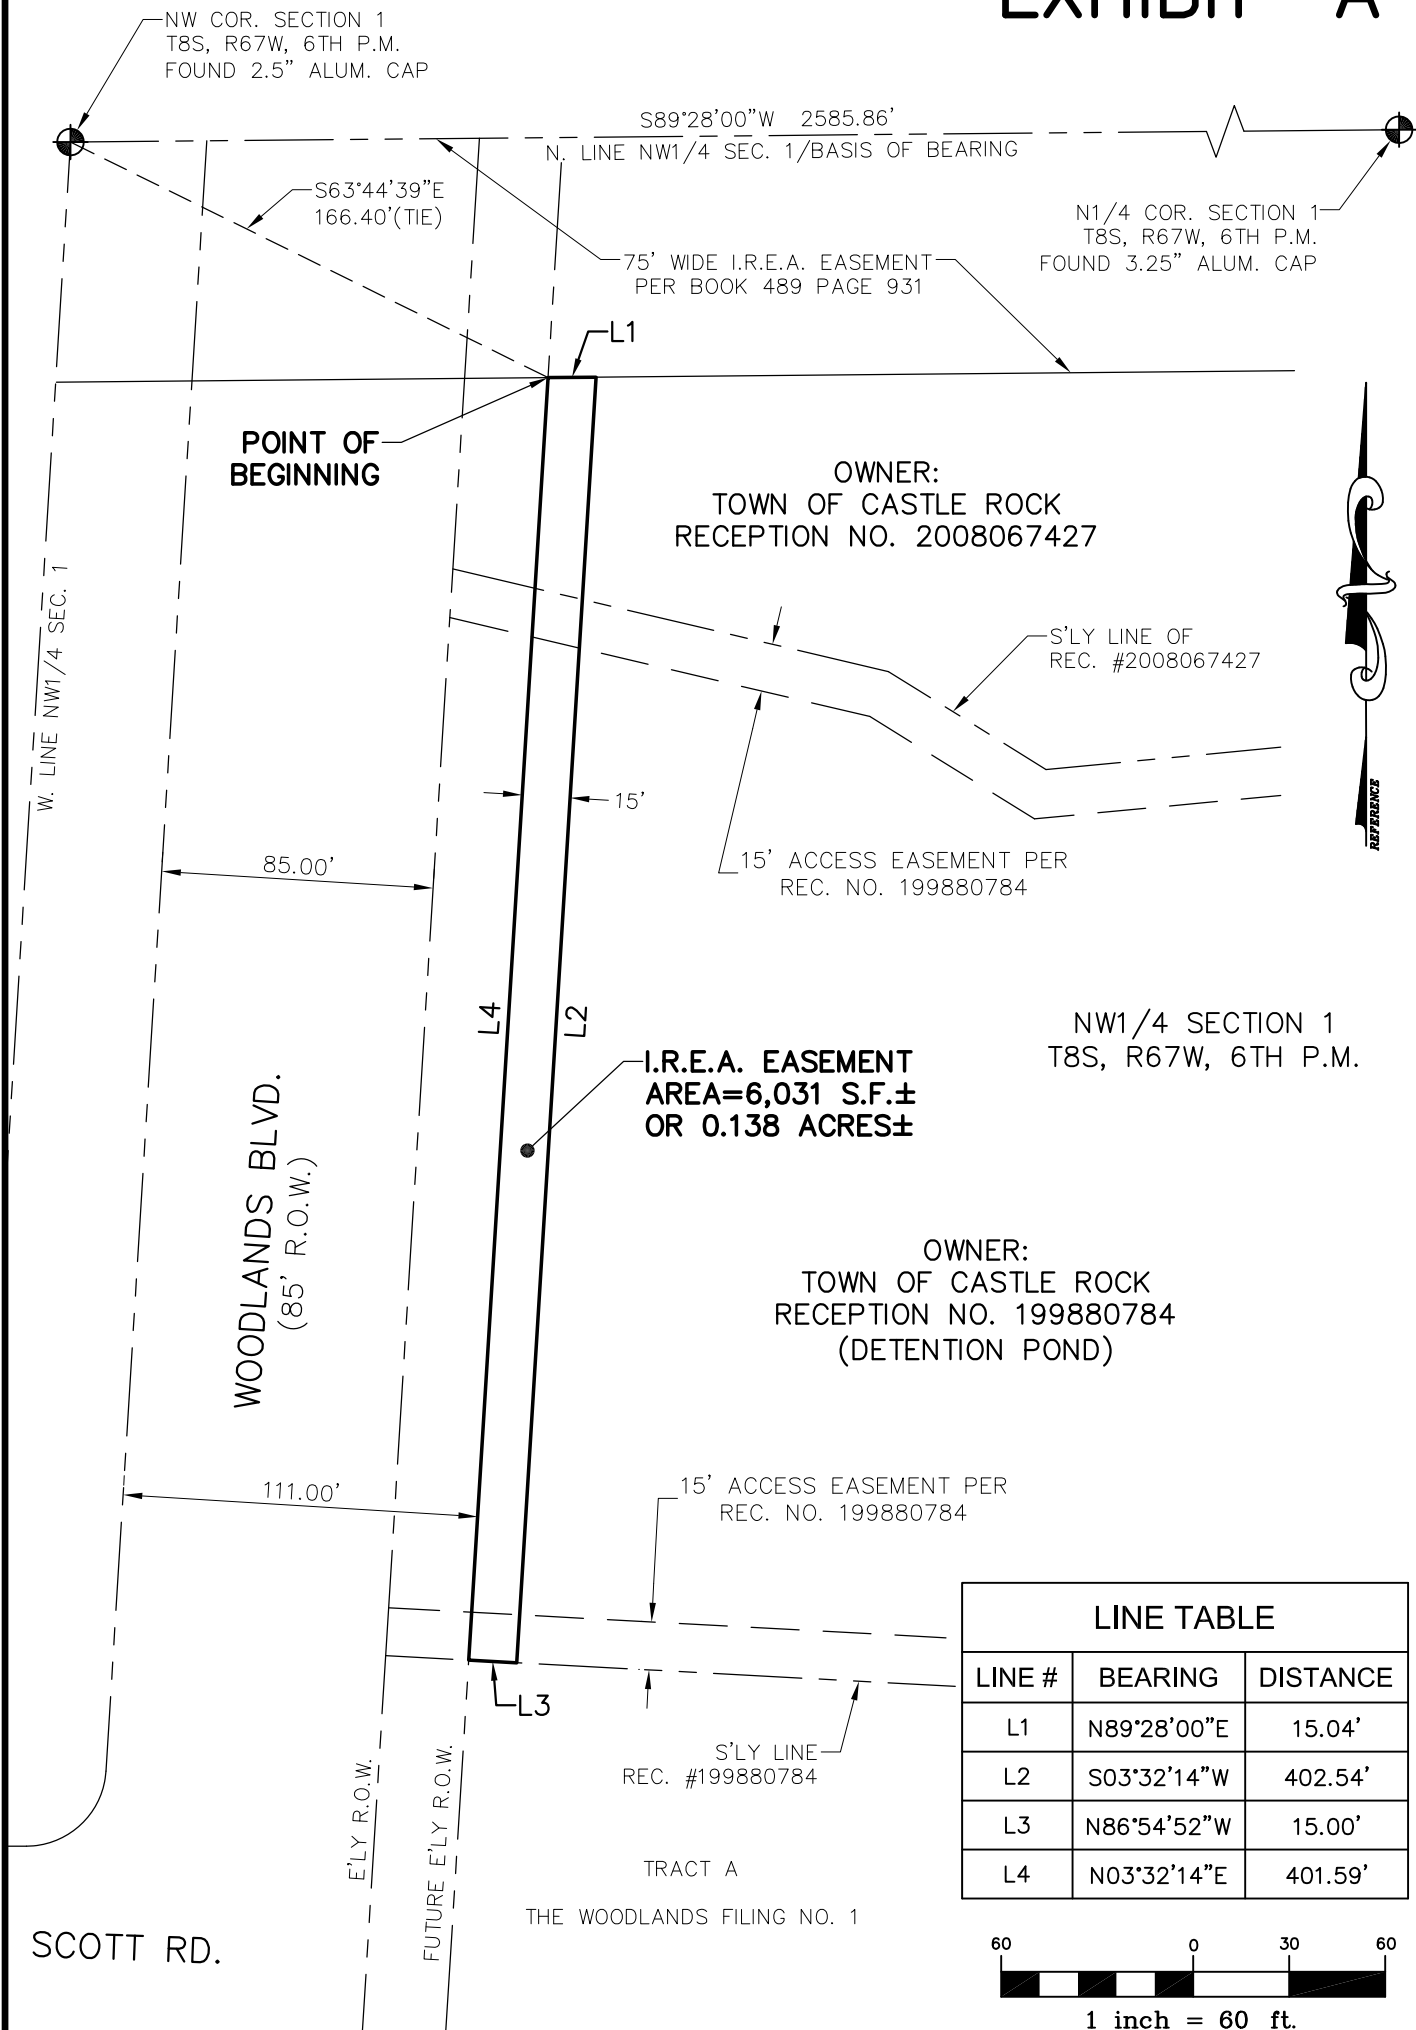 EXHIBIT A
NW COR. SECTION 1
T8S, R67W, 6TH P.M.
FOUND 2.5" ALUM. CAP
S89°28'00"W 2585.86'
N. LINE NW1/4 SEC. 1/BASIS OF BEARING
S63°44'39"E
166.40'(TIE)
N1/4 COR. SECTION 1
T8S, R67W, 6TH P.M.
FOUND 3.25" ALUM. CAP
75' WIDE I.R.E.A. EASEMENT
PER BOOK 489 PAGE 931
L1
POINT OF
BEGINNING
OWNER:
TOWN OF CASTLE ROCK
RECEPTION NO. 2008067427
W. LINE NW1/4 SEC. 1
S'LY LINE OF
REC. #2008067427
REFERENCE
15'
85.00'
15' ACCESS EASEMENT PER
REC. NO. 199880784
L4
L2
NW1/4 SECTION 1
T8S, R67W, 6TH P.M.
I.R.E.A. EASEMENT
AREA=6,031 S.F.±
OR 0.138 ACRES±
WOODLANDS BLVD.
(85' R.O.W.)
OWNER:
TOWN OF CASTLE ROCK
RECEPTION NO. 199880784
(DETENTION POND)
111.00'
15' ACCESS EASEMENT PER
REC. NO. 199880784
L3
S'LY LINE
REC. #199880784
E'LY R.O.W.
FUTURE E'LY R.O.W.
TRACT A
THE WOODLANDS FILING NO. 1
SCOTT RD.
LINE TABLE
LINE # BEARING DISTANCE
L1 N89°28'00"E 15.04'
L2 S03°32'14"W 402.54'
L3 N86°54'52"W 15.00'
L4 N03°32'14"E 401.59'
60 0 30 60
1 inch = 60 ft.